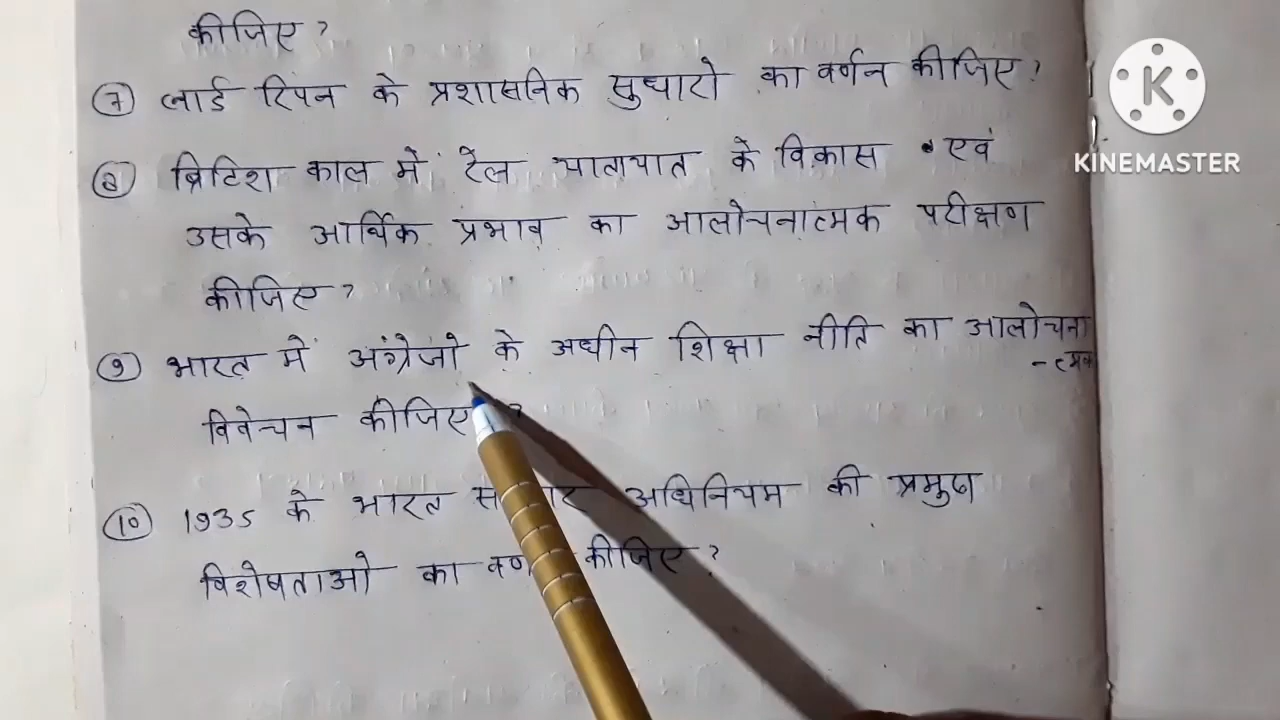 कीजिए?
⑦ लार्ड रिपन के प्रशासनिक सुधारो का वर्णन कीजिए?
K
KINEMASTER
⑧ ब्रिटिश काल में रेल यातायात के विकास एवं
उसके आर्थिक प्रभाव का आलोचनात्मक परीक्षण
कीजिए?
⑨ भारत में अंग्रेजो के अधीन शिक्षा नीति का आलोचना
-त्मक
विवेचन कीजिए?
⑩ 1935 के भारत अधिनियम की प्रमुख
विशेषताओ का कीजिए?